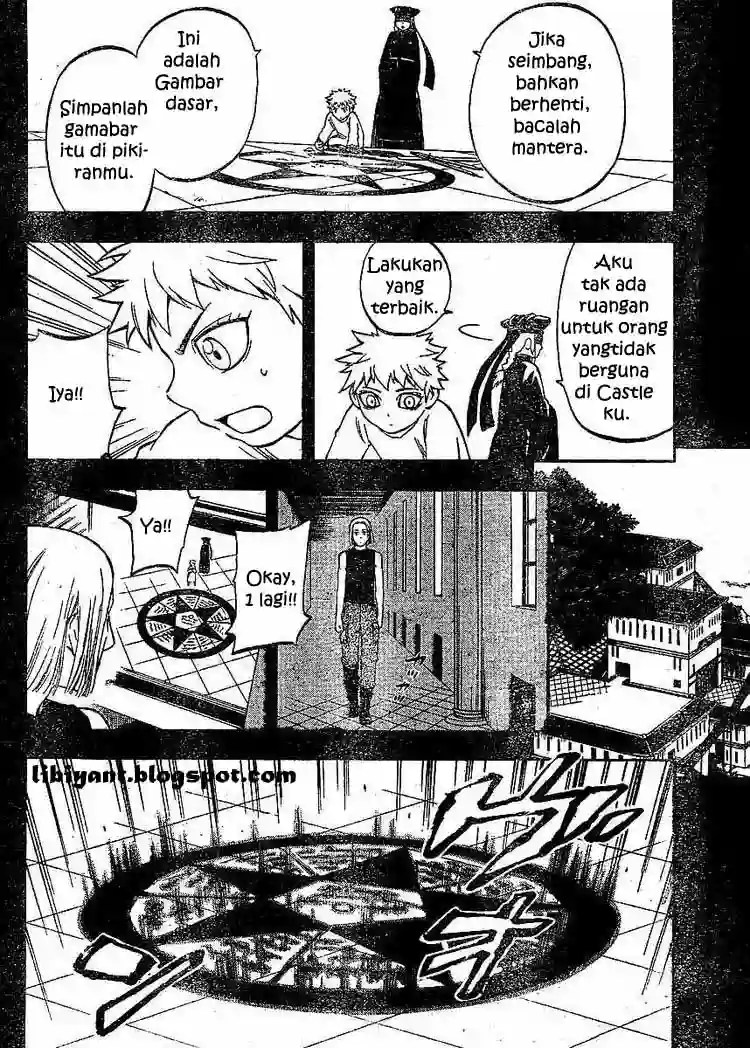 Jika
seimbang,
bahkan
berhenti,
bacalah
mantera.
Ini
adalah
Gambar
dasar,
Simpanlah
gamabar
itu di piki-
ranmu.
Aku
tak ada
ruangan
untuk orang
yangtidak
berguna
di Castle
ku.
Lakukan
yang
terbaik.
Iya!!
Okay,
1 lagi!!
Ya!!
libiyant.blogspot.com